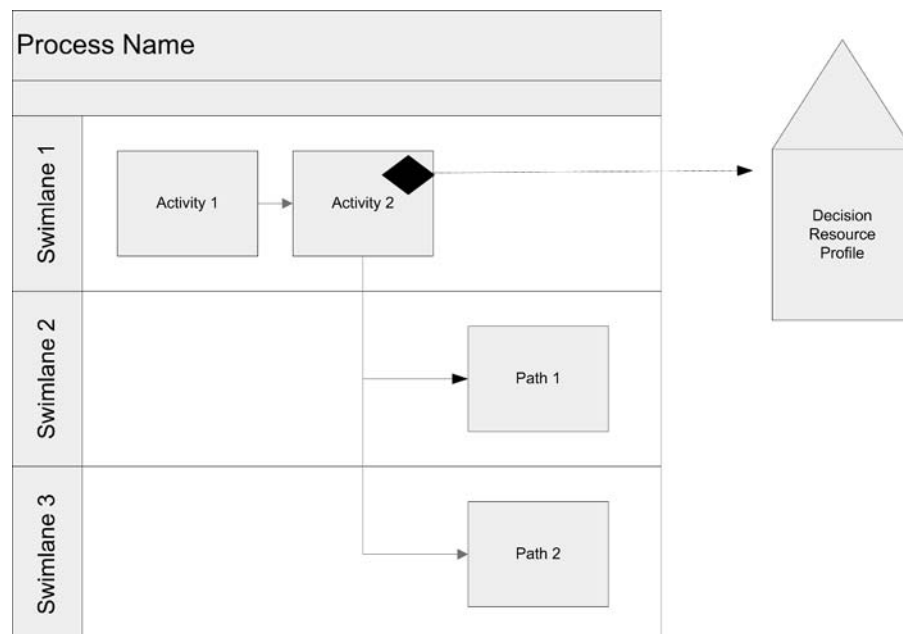 Process Name
Swimlane 1
Activity 1
Activity 2
Decision
Resource
Profile
Swimlane 2
Path 1
Swimlane 3
Path 2